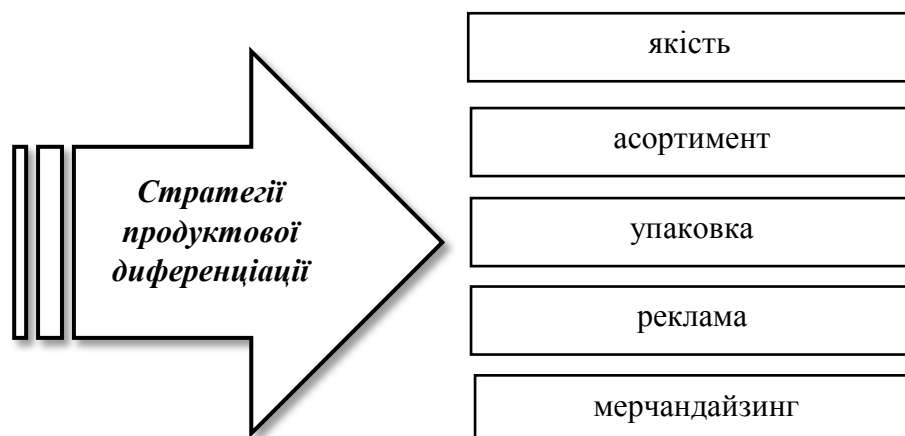 Стратегії
продуктової
диференціації
якість
асортимент
упаковка
реклама
мерчандайзинг